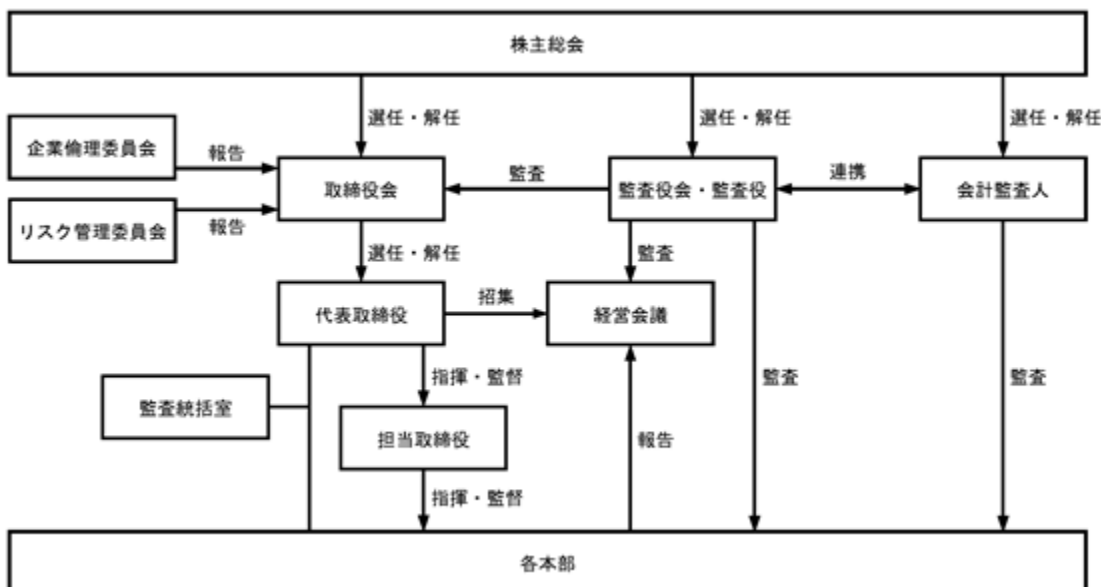 株主総会
選任・解任
選任・解任
選任・解任
企業倫理委員会
報告
取締役会
監査
監査役会・監査役
連携
会計監査人
リスク管理委員会
報告
選任・解任
監査
代表取締役
招集
経営会議
指揮・監督
監査
監査
監査統括室
担当取締役
報告
指揮・監督
各本部